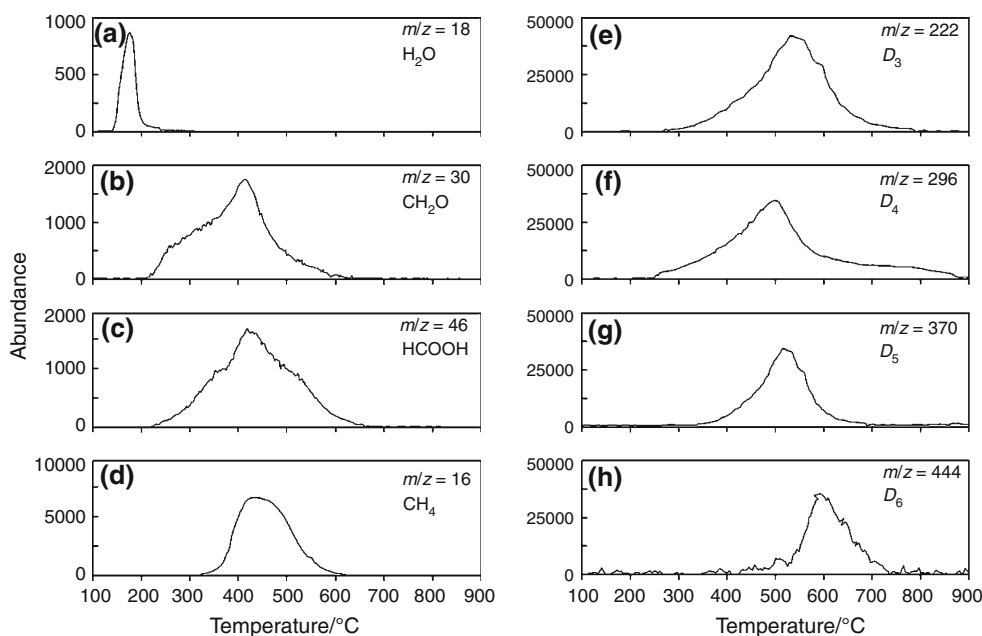 Abundance
(a)
m/z = 18
H₂O
1000
500
0
(b)
m/z = 30
CH₂O
2000
1000
0
(c)
m/z = 46
HCOOH
2000
1000
0
(d)
m/z = 16
CH₄
10000
5000
0
100 200 300 400 500 600 700 800 900
Temperature/°C
(e)
m/z = 222
D₃
50000
25000
0
(f)
m/z = 296
D₄
50000
25000
0
(g)
m/z = 370
D₅
50000
25000
0
(h)
m/z = 444
D₆
50000
25000
0
100 200 300 400 500 600 700 800 900
Temperature/°C